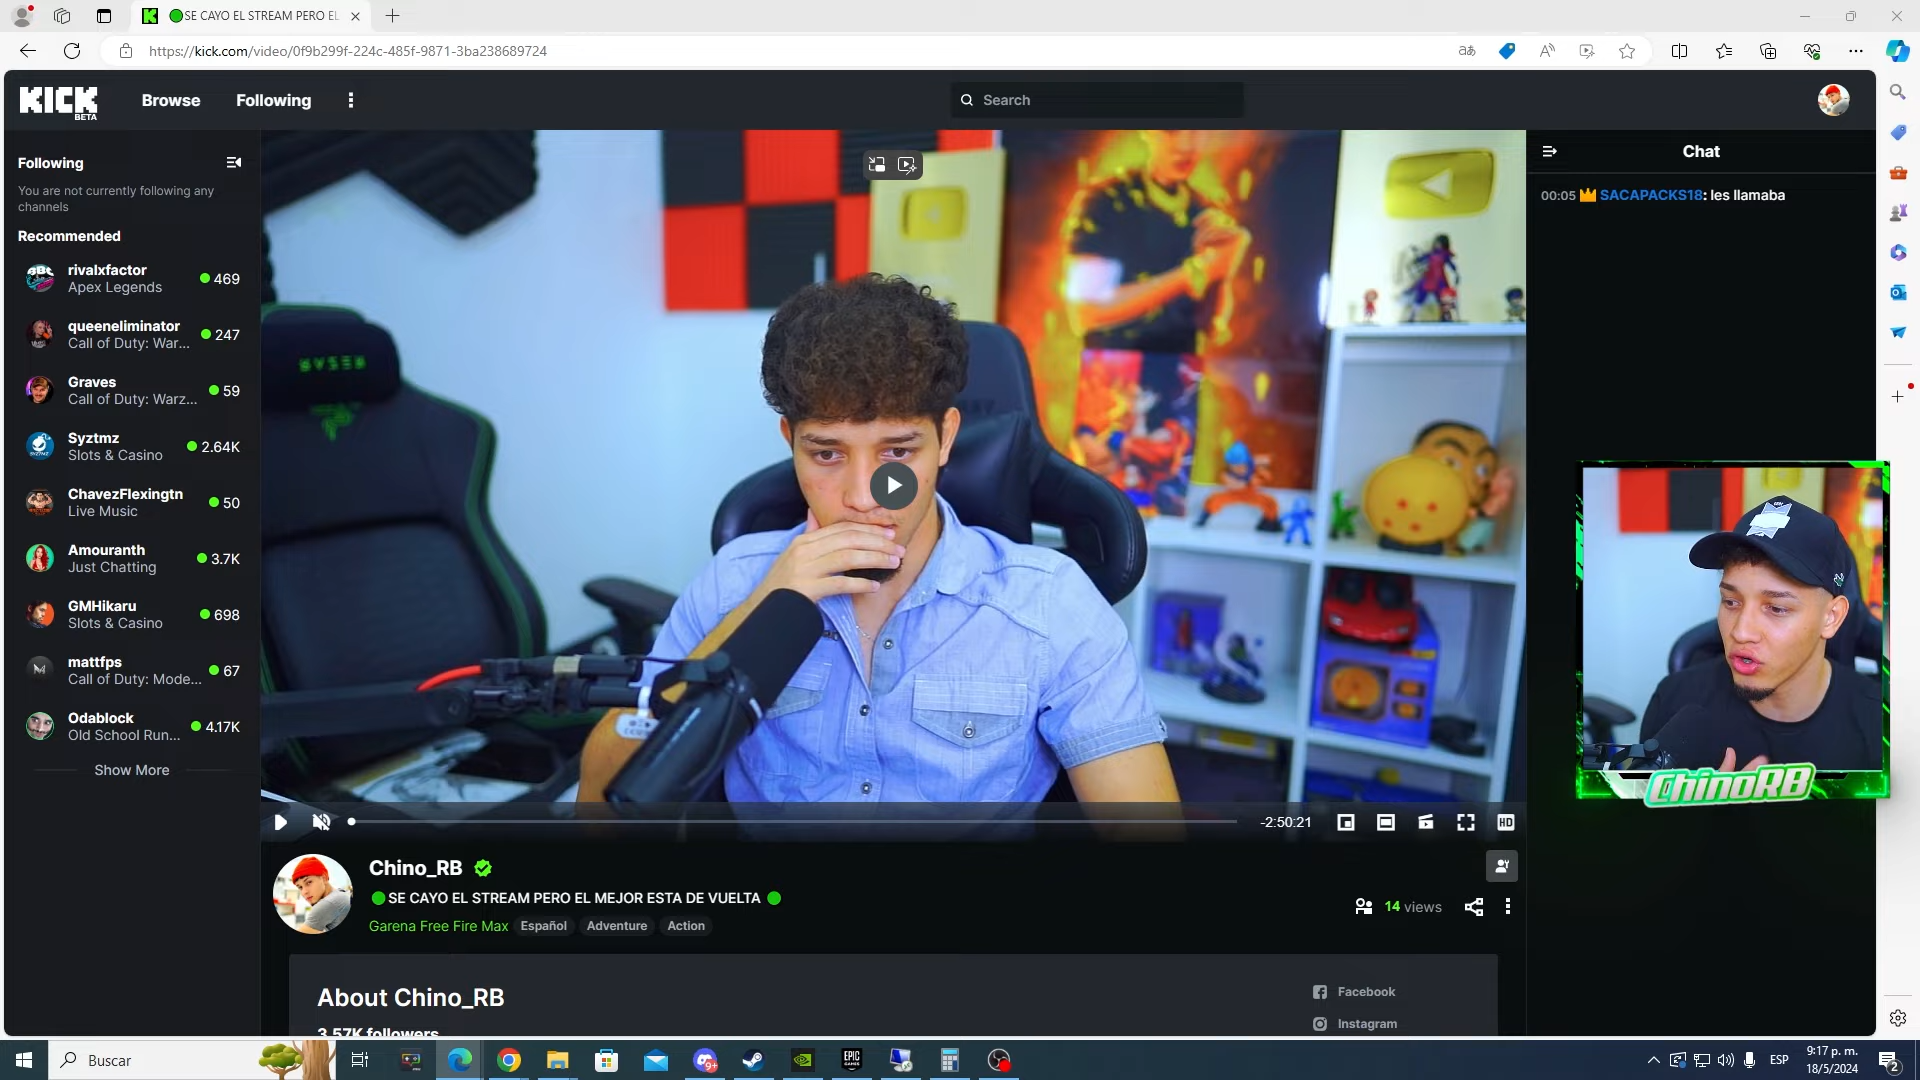 🟢SE CAYO EL STREAM PERO EL
https://kick.com/video/0f9b299f-224c-485f-9871-3ba238689724
KICK
BETA
Browse
Following
Search
Following
You are not currently following any
channels
Recommended
rivalxfactor
Apex Legends
469
queeneliminator
Call of Duty: War...
247
Graves
Call of Duty: Warz...
59
Syztmz
Slots & Casino
2.64K
ChavezFlexingtn
Live Music
50
Amouranth
Just Chatting
3.7K
GMHikaru
Slots & Casino
698
mattfps
Call of Duty: Mode...
67
Odablock
Old School Run...
4.17K
Show More
-2:50:21
HD
Chino_RB
🟢SE CAYO EL STREAM PERO EL MEJOR ESTA DE VUELTA🟢
Garena Free Fire Max Español Adventure Action
14 views
About Chino_RB
3.57K followers
Facebook
Instagram
Chat
00:05 SACAPACKS18: les llamaba
ChinoRB
Buscar
9+
EPIC
GAMES
ESP
9:17 p. m.
18/5/2024
2